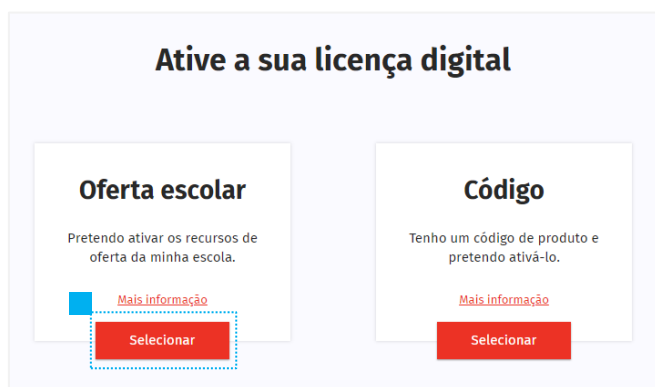 Ative a sua licença digital
Oferta escolar
Pretendo ativar os recursos de
oferta da minha escola.
Mais informação
Selecionar
Código
Tenho um código de produto e
pretendo ativá-lo.
Mais informação
Selecionar